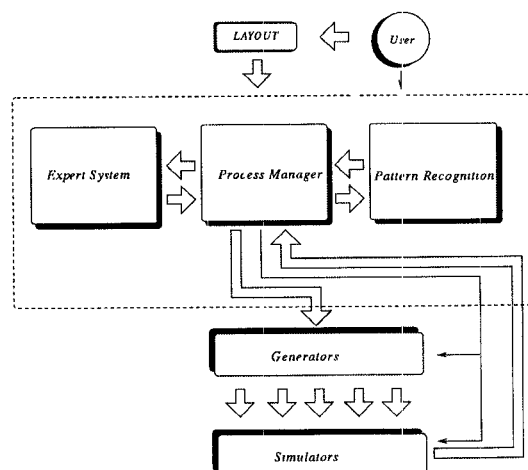 LAYOUT
User
Expert System
Process Manager
Pattern Recognition
Generators
Simulators